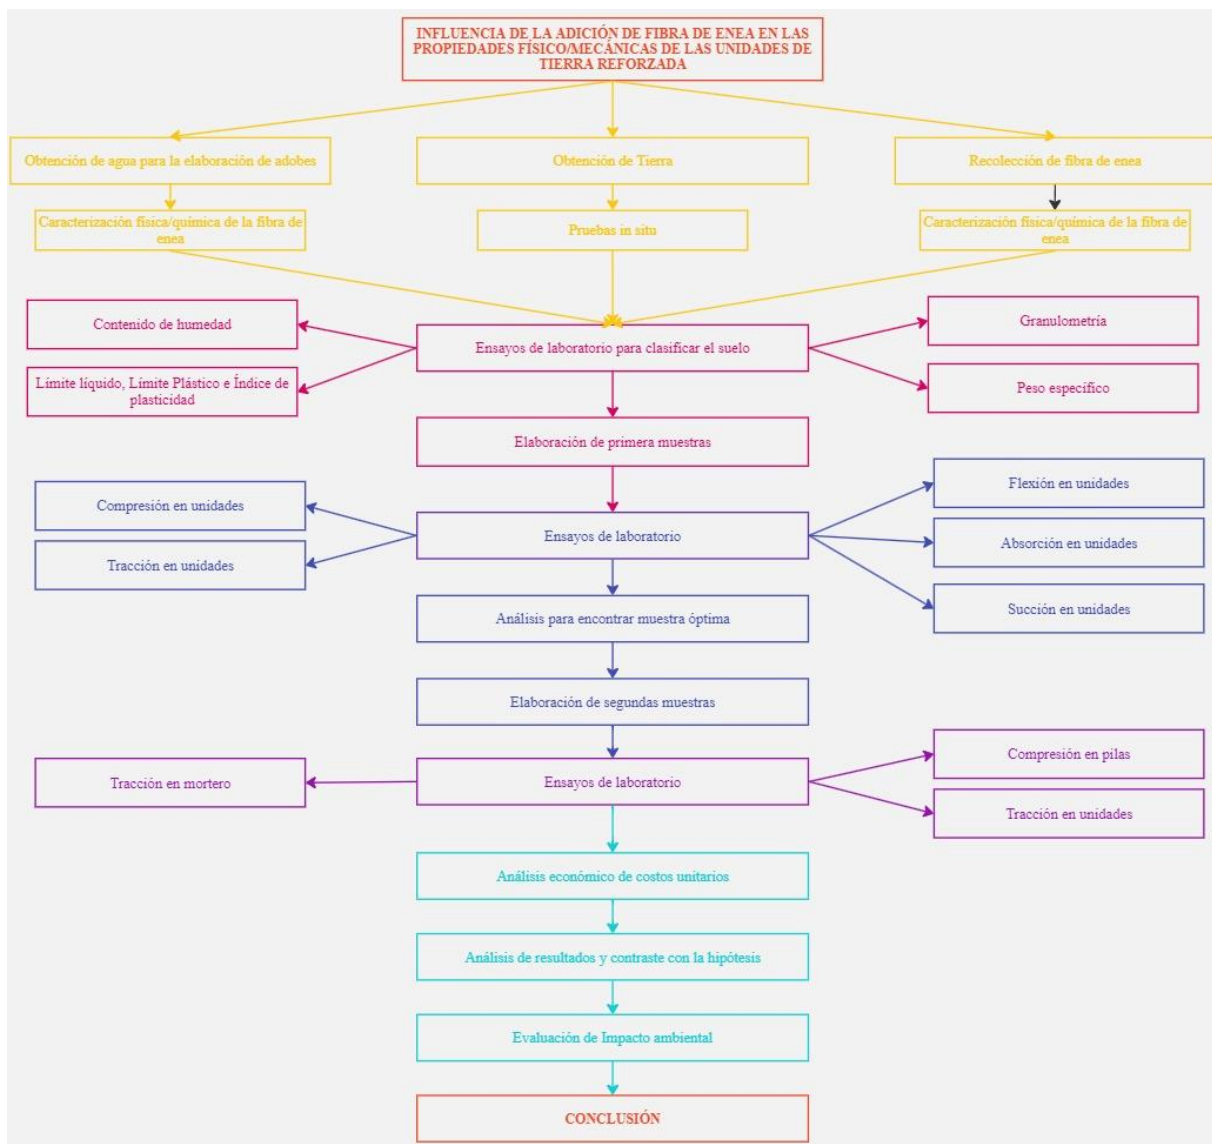 INFLUENCIA DE LA ADICIÓN DE FIBRA DE ENEA EN LAS
PROPIEDADES FÍSICO/MECÁNICAS DE LAS UNIDADES DE
TIERRA REFORZADA
Obtención de agua para la elaboración de adobes
Obtención de Tierra
Recolección de fibra de enea
Caracterización física/química de la fibra de
enea
Pruebas in situ
Caracterización física/química de la fibra de
enea
Contenido de humedad
Límite líquido, Límite Plástico e Índice de
plasticidad
Ensayos de laboratorio para clasificar el suelo
Granulometría
Peso específico
Elaboración de primera muestras
Compresión en unidades
Tracción en unidades
Ensayos de laboratorio
Flexión en unidades
Absorción en unidades
Succión en unidades
Análisis para encontrar muestra óptima
Elaboración de segundas muestras
Tracción en mortero
Ensayos de laboratorio
Compresión en pilas
Tracción en unidades
Análisis económico de costos unitarios
Análisis de resultados y contraste con la hipótesis
Evaluación de Impacto ambiental
CONCLUSIÓN